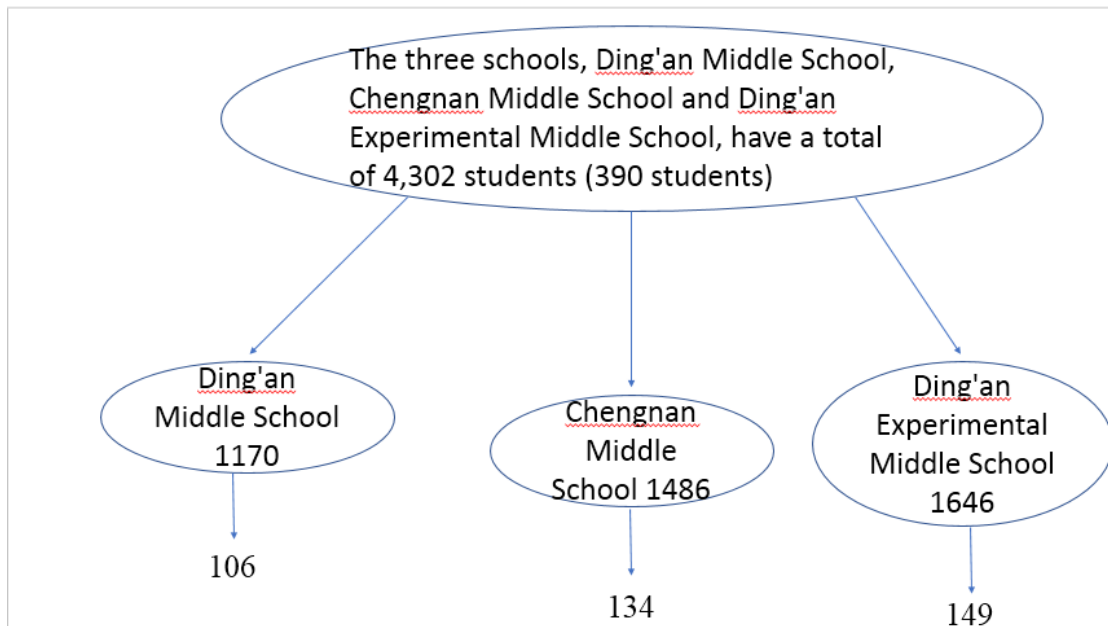 The three schools, Ding'an Middle School,
Chengnan Middle School and Ding'an
Experimental Middle School, have a total
of 4,302 students (390 students)
Ding'an
Middle School
1170
Chengnan
Middle
School 1486
Ding'an
Experimental
Middle School
1646
106
134
149